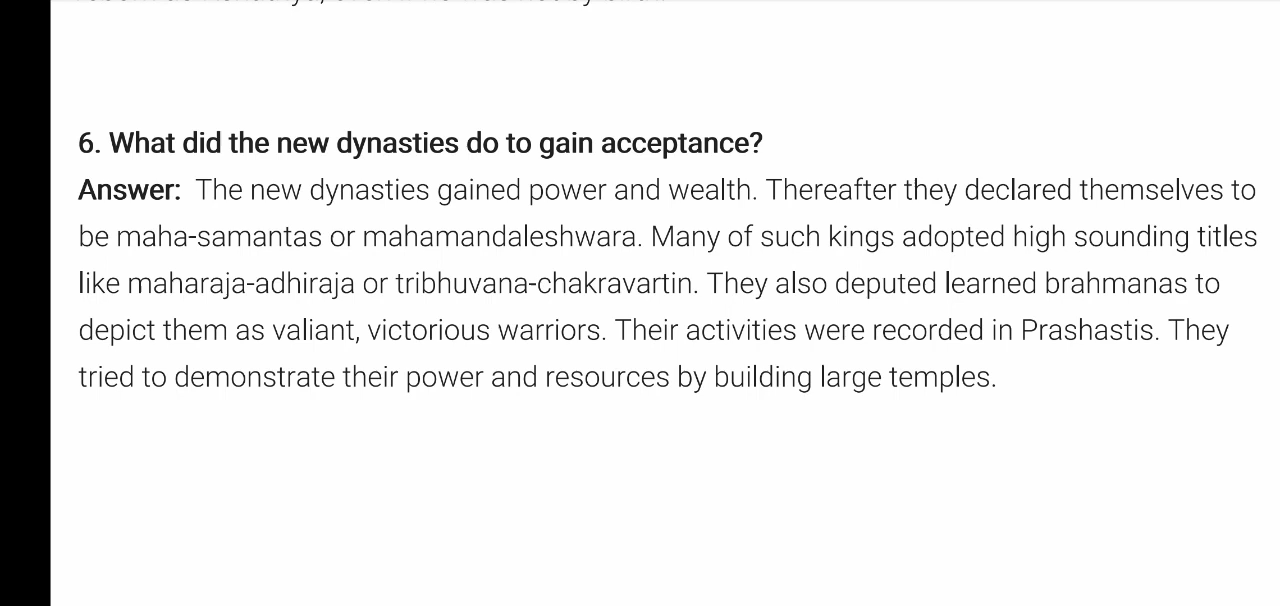 6. What did the new dynasties do to gain acceptance?
Answer: The new dynasties gained power and wealth. Thereafter they declared themselves to
be maha-samantas or mahamandaleshwara. Many of such kings adopted high sounding titles
like maharaja-adhiraja or tribhuvana-chakravartin. They also deputed learned brahmanas to
depict them as valiant, victorious warriors. Their activities were recorded in Prashastis. They
tried to demonstrate their power and resources by building large temples.